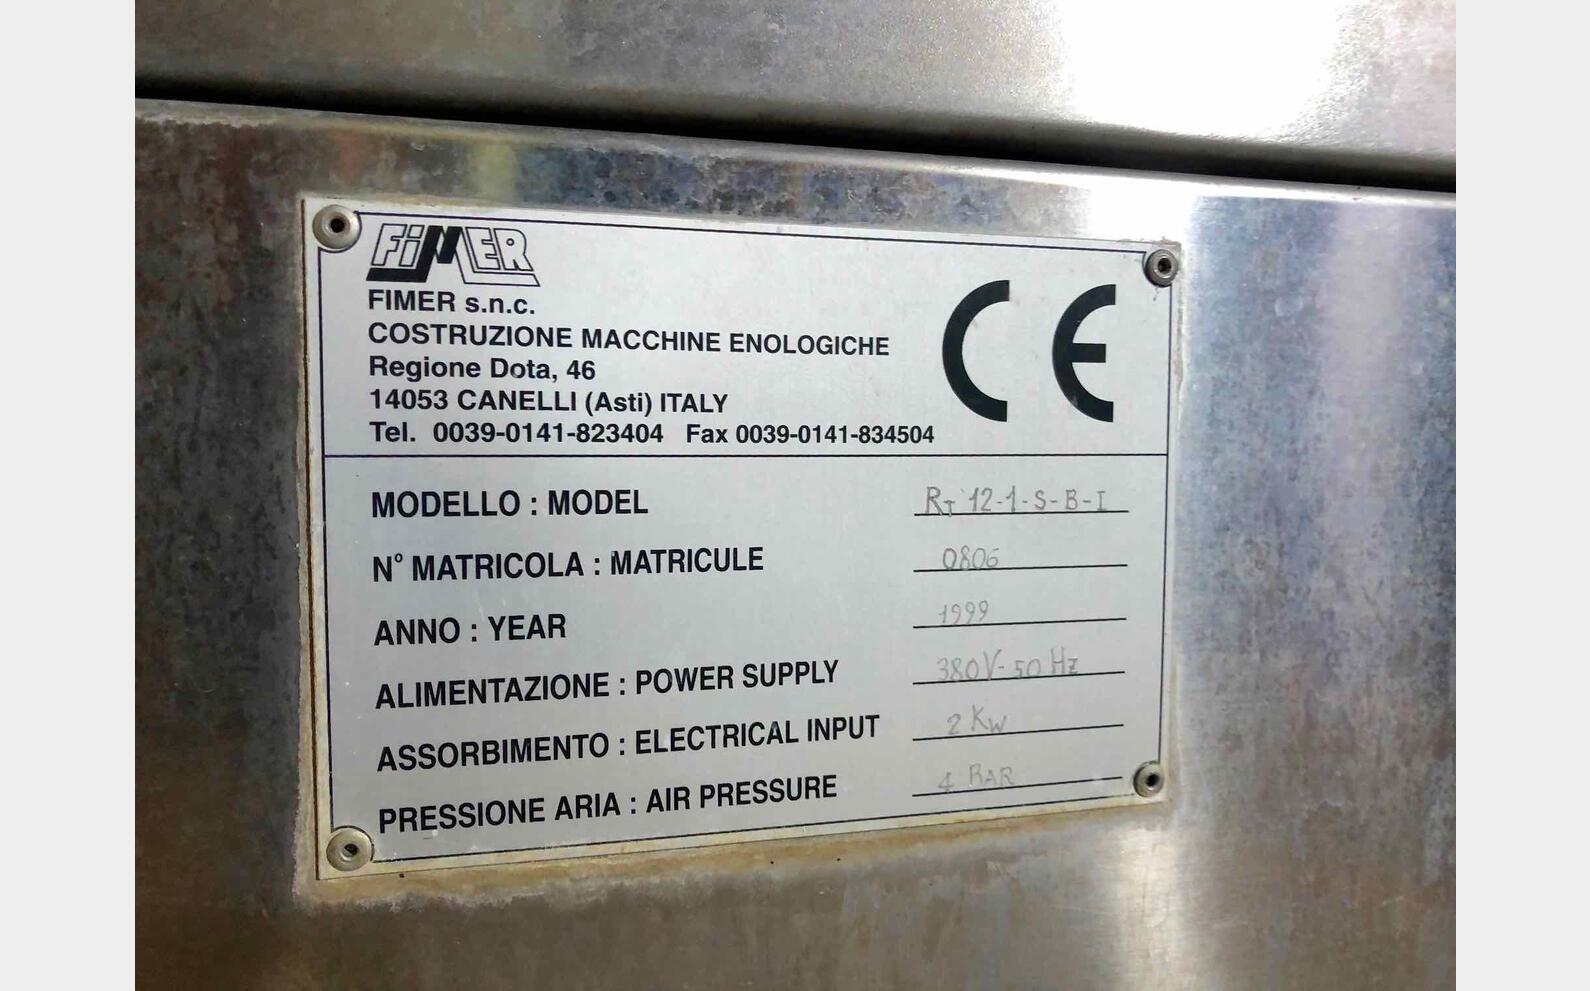 FIMER
FIMER s.n.c.
COSTRUZIONE MACCHINE ENOLOGICHE
Regione Dota, 46
14053 CANELLI (Asti) ITALY
Tel. 0039-0141-823404 Fax 0039-0141-834504
CE
MODELLO : MODEL RT 12-1-S-B-I
N° MATRICOLA : MATRICULE 0806
ANNO : YEAR 1999
ALIMENTAZIONE : POWER SUPPLY 380V-50 Hz
ASSORBIMENTO : ELECTRICAL INPUT 2 Kw
PRESSIONE ARIA : AIR PRESSURE 4 BAR